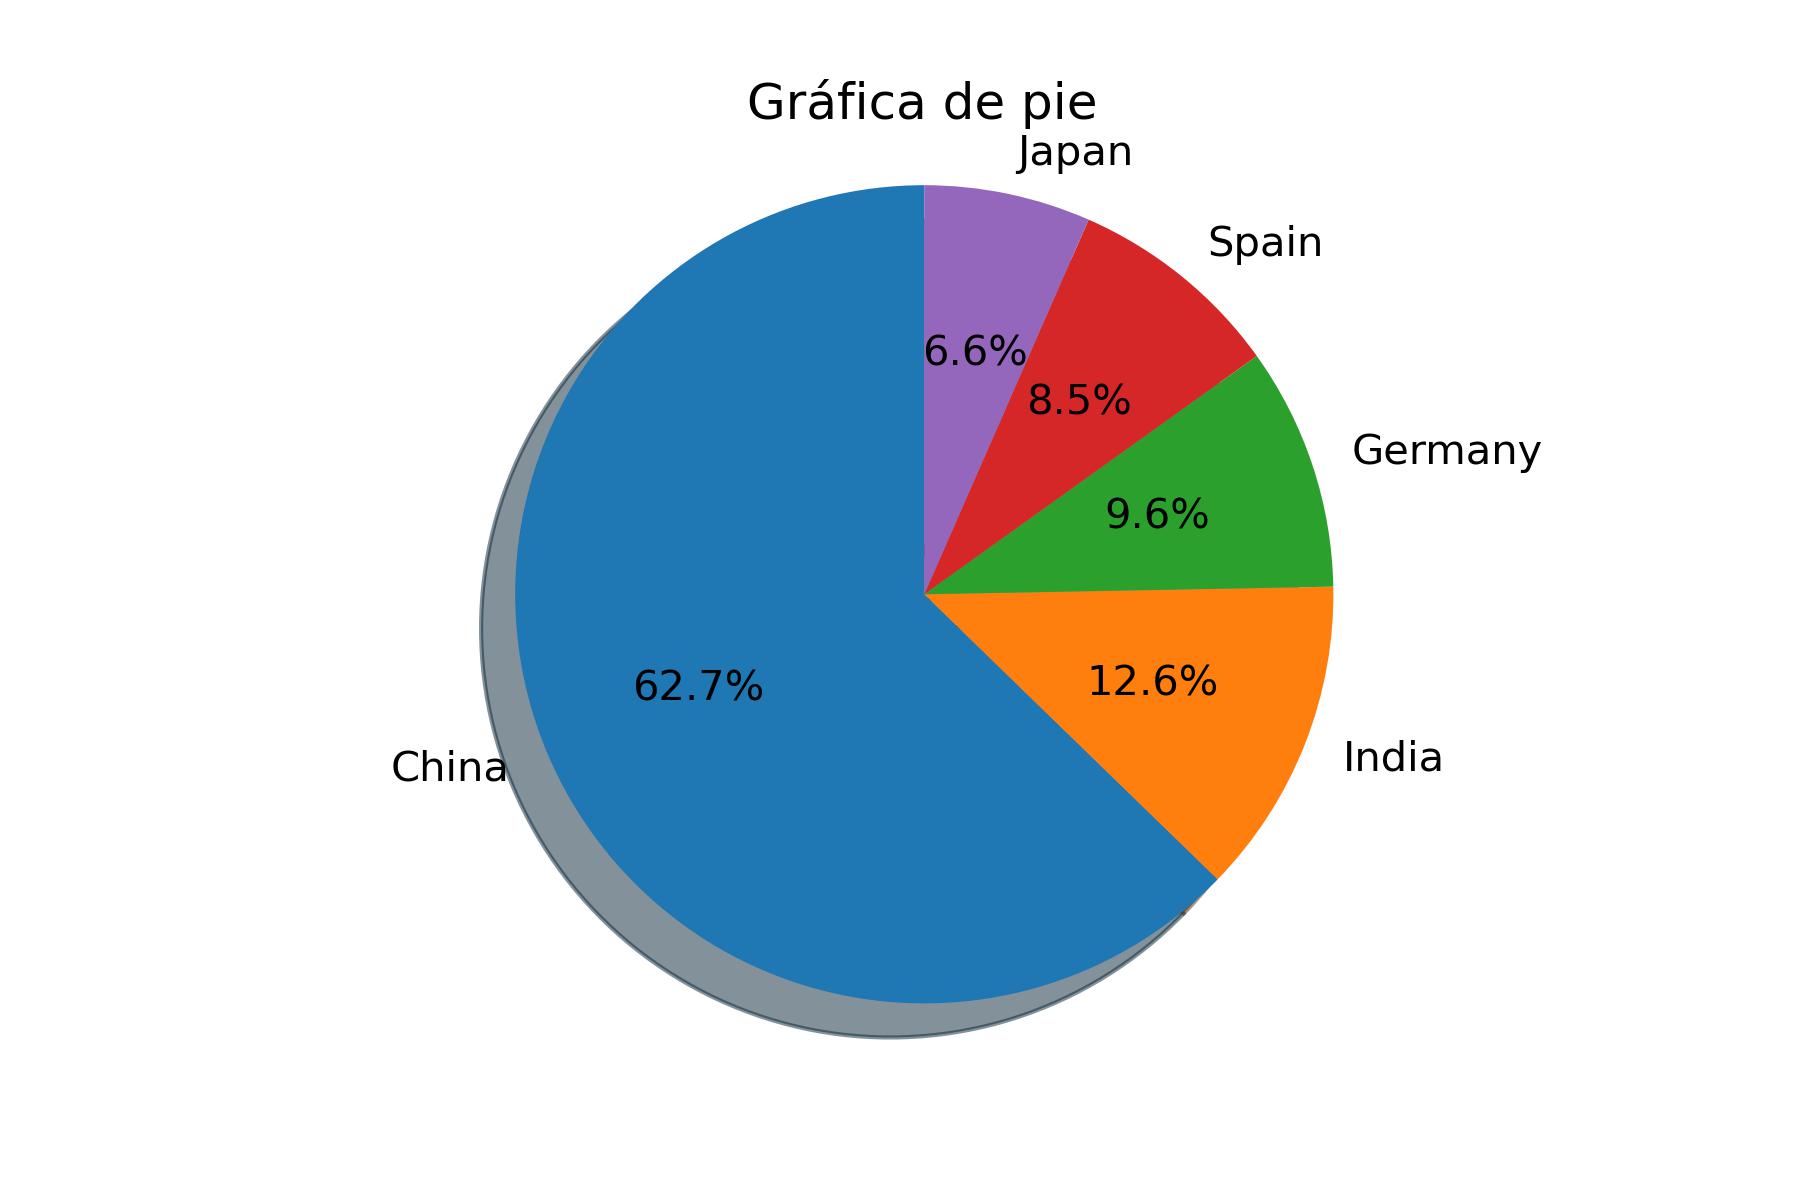 Gráfica de pie
Japan
Spain
6.6%
8.5%
Germany
9.6%
62.7%
12.6%
China
India